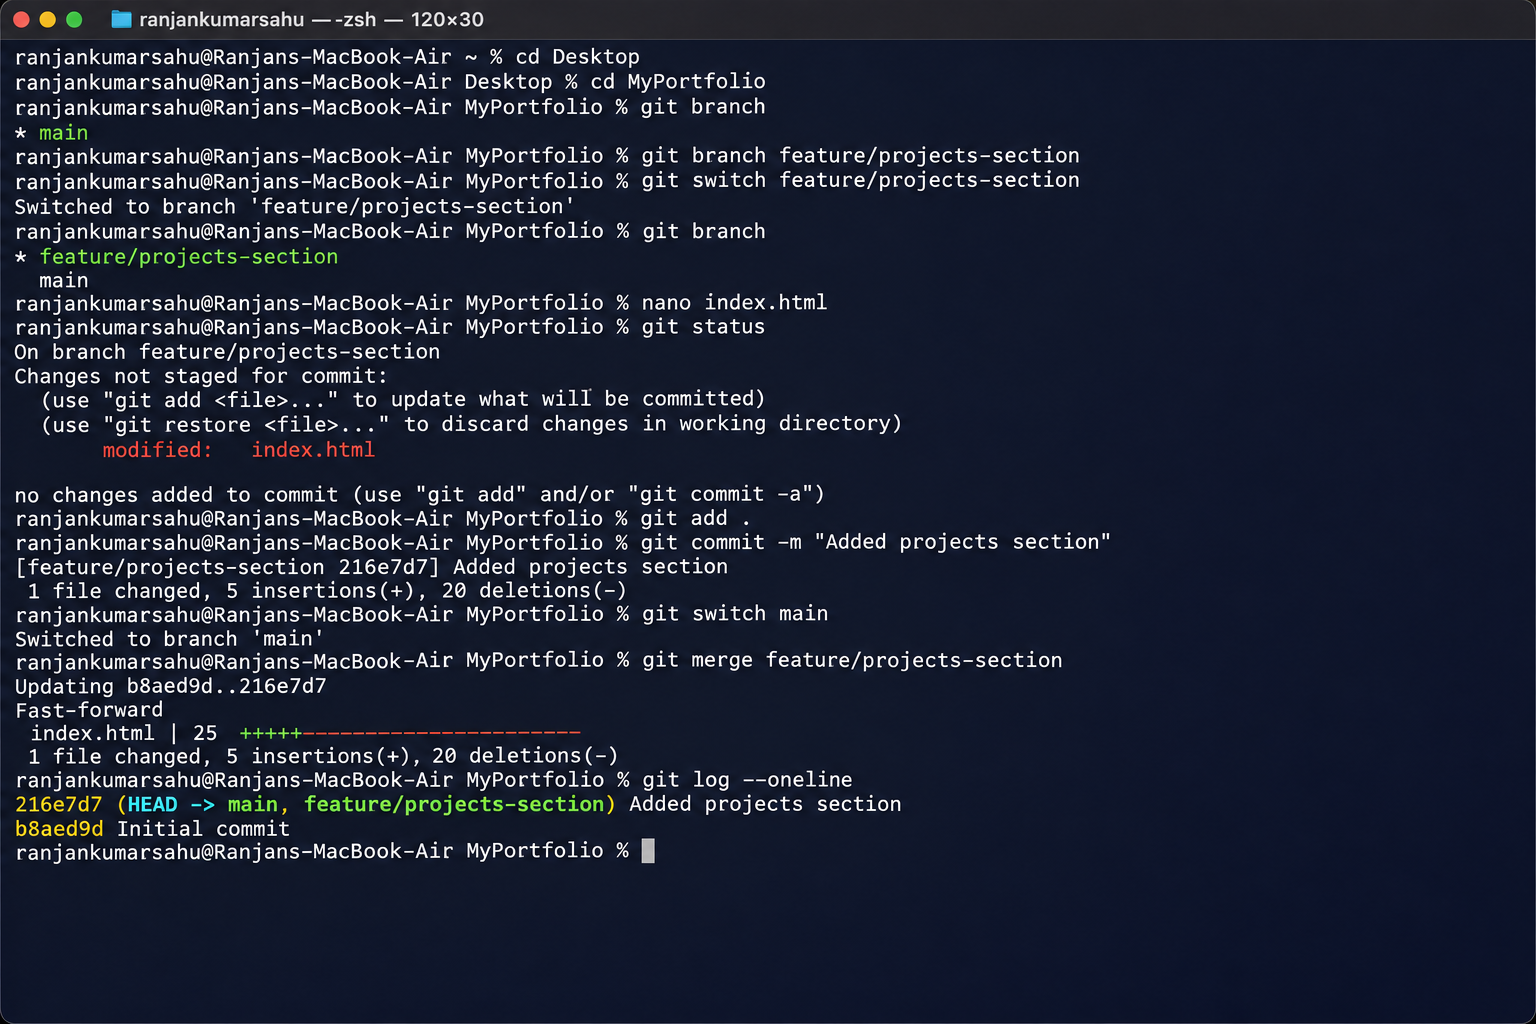 ranjankumarsahu — -zsh — 120×30
ranjankumarsahu@Ranjans-MacBook-Air ~ % cd Desktop
ranjankumarsahu@Ranjans-MacBook-Air Desktop % cd MyPortfolio
ranjankumarsahu@Ranjans-MacBook-Air MyPortfolio % git branch
* main
ranjankumarsahu@Ranjans-MacBook-Air MyPortfolio % git branch feature/projects-section
ranjankumarsahu@Ranjans-MacBook-Air MyPortfolio % git switch feature/projects-section
Switched to branch 'feature/projects-section'
ranjankumarsahu@Ranjans-MacBook-Air MyPortfolio % git branch
* feature/projects-section
  main
ranjankumarsahu@Ranjans-MacBook-Air MyPortfolio % nano index.html
ranjankumarsahu@Ranjans-MacBook-Air MyPortfolio % git status
On branch feature/projects-section
Changes not staged for commit:
  (use "git add <file>..." to update what will be committed)
  (use "git restore <file>..." to discard changes in working directory)
       modified:   index.html
no changes added to commit (use "git add" and/or "git commit -a")
ranjankumarsahu@Ranjans-MacBook-Air MyPortfolio % git add .
ranjankumarsahu@Ranjans-MacBook-Air MyPortfolio % git commit -m "Added projects section"
[feature/projects-section 216e7d7] Added projects section
 1 file changed, 5 insertions(+), 20 deletions(-)
ranjankumarsahu@Ranjans-MacBook-Air MyPortfolio % git switch main
Switched to branch 'main'
ranjankumarsahu@Ranjans-MacBook-Air MyPortfolio % git merge feature/projects-section
Updating b8aed9d..216e7d7
Fast-forward
 index.html | 25  +++++----------------------
 1 file changed, 5 insertions(+), 20 deletions(-)
ranjankumarsahu@Ranjans-MacBook-Air MyPortfolio % git log --oneline
216e7d7 (HEAD -> main, feature/projects-section) Added projects section
b8aed9d Initial commit
ranjankumarsahu@Ranjans-MacBook-Air MyPortfolio %